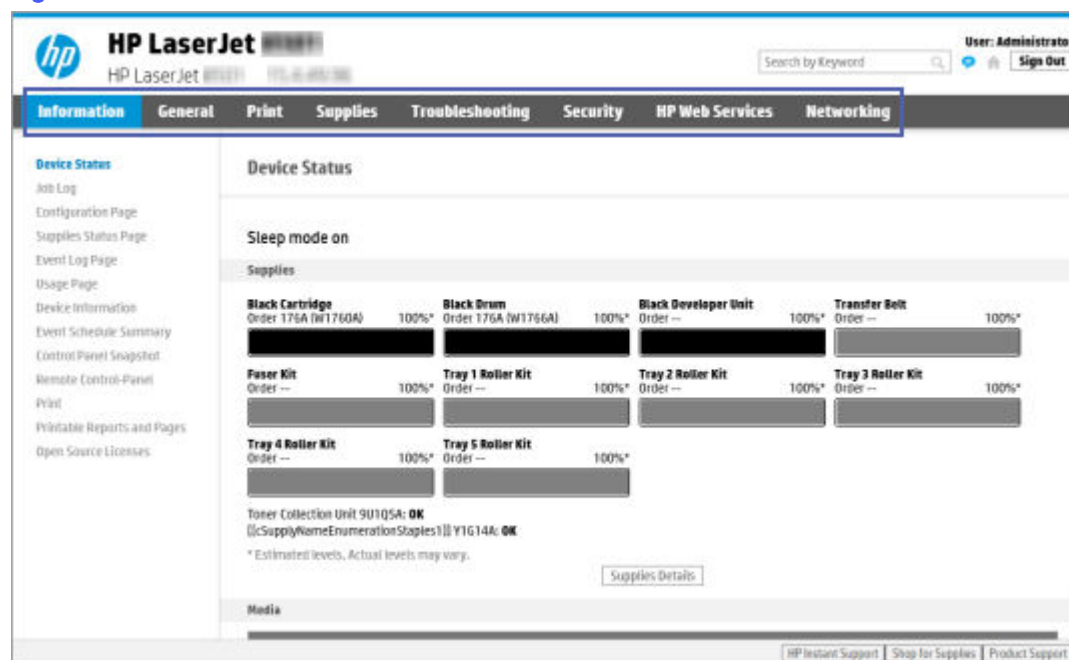 hp
HP LaserJet
HP LaserJet
User: Administrato
Search by Keyword
Sign Out
Information General Print Supplies Troubleshooting Security HP Web Services Networking
Device Status
Job Log
Configuration Page
Supplies Status Page
Event Log Page
Usage Page
Device Information
Event Schedule Summary
Control Panel Snapshot
Remote Control-Panel
Print
Printable Reports and Pages
Open Source Licenses
Device Status
Sleep mode on
Supplies
Black Cartridge Black Drum Black Developer Unit Transfer Belt
Order 176A (W1760A) 100%* Order 176A (W1766A) 100%* Order -- 100%* Order -- 100%*
Fuser Kit Tray 1 Roller Kit Tray 2 Roller Kit Tray 3 Roller Kit
Order -- 100%* Order -- 100%* Order -- 100%* Order -- 100%*
Tray 4 Roller Kit Tray 5 Roller Kit
Order -- 100%* Order -- 100%*
Toner Collection Unit 9U1Q5A: OK
[[cSupplyNameEnumerationStaples1]] Y1G14A: OK
* Estimated levels. Actual levels may vary.
Supplies Details
Media
HP Instant Support Shop for Supplies Product Support